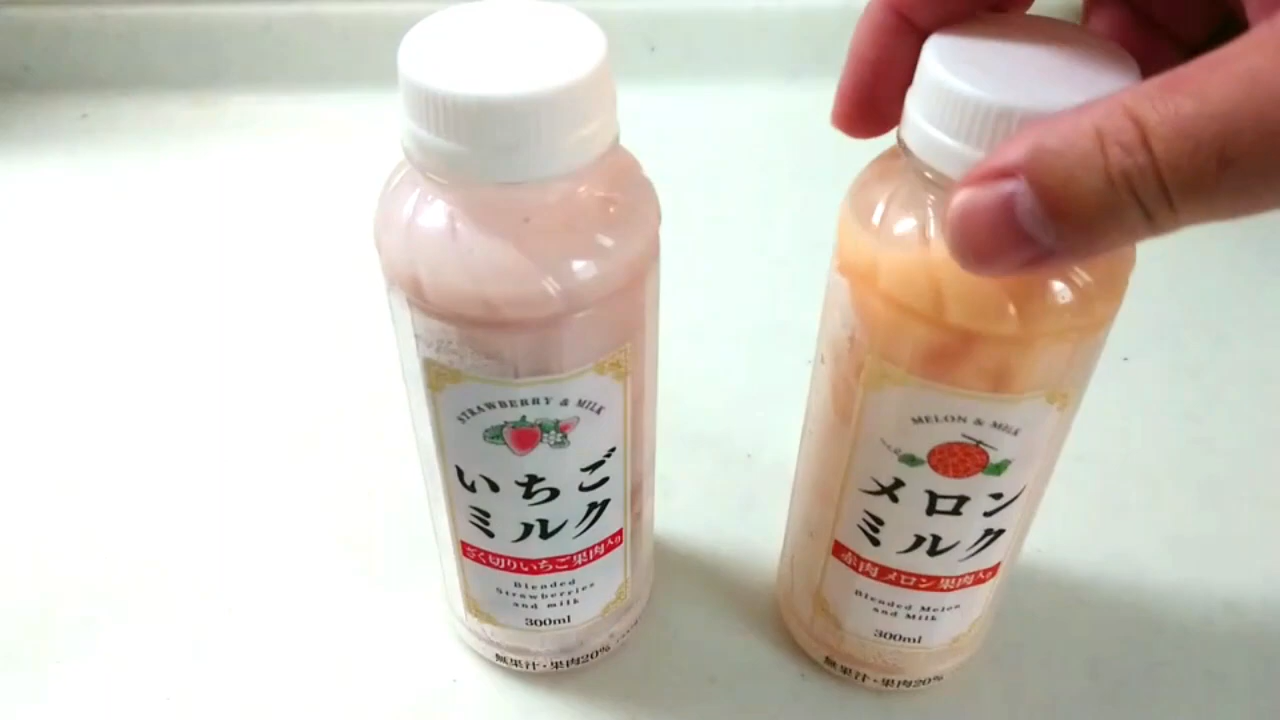 STRAWBERRY & MILK
いちご
ミルク
ざく切りいちご果肉入り
Blended
Strawberries
and milk
300ml
無果汁・果肉20%
MELON & MILK
メロン
ミルク
赤肉メロン果肉入り
Blended Melon
and Milk
300ml
無果汁・果肉20%